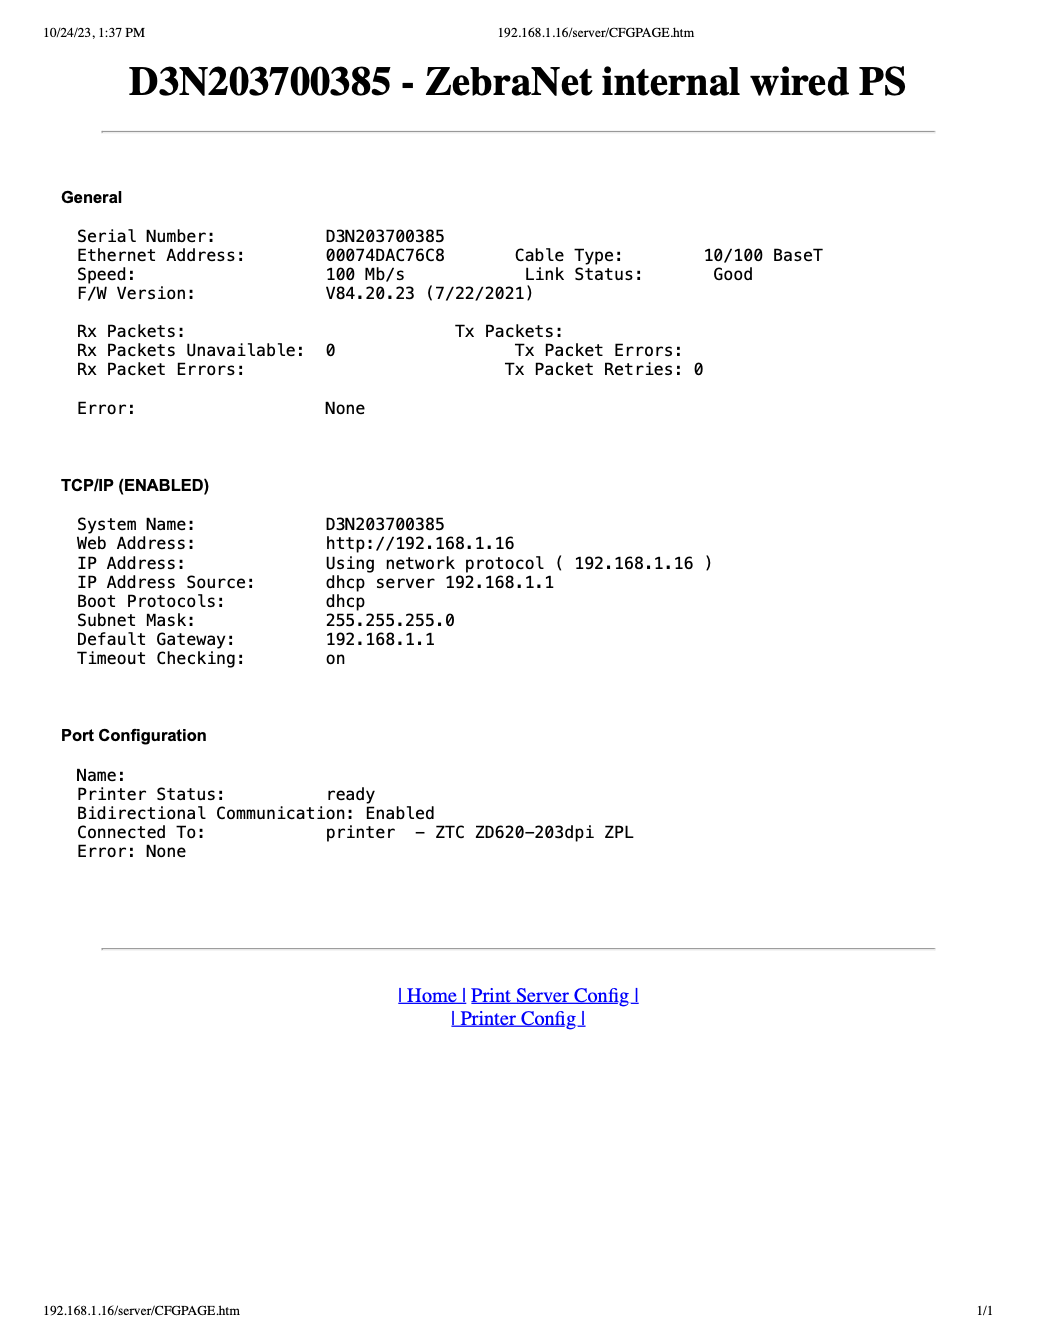 10/24/23, 1:37 PM 192.168.1.16/server/CFGPAGE.htm
D3N203700385 - ZebraNet internal wired PS
General
Serial Number: D3N203700385
Ethernet Address: 00074DAC76C8 Cable Type: 10/100 BaseT
Speed: 100 Mb/s Link Status: Good
F/W Version: V84.20.23 (7/22/2021)
Rx Packets: Tx Packets:
Rx Packets Unavailable: 0 Tx Packet Errors:
Rx Packet Errors: Tx Packet Retries: 0
Error: None
TCP/IP (ENABLED)
System Name: D3N203700385
Web Address: http://192.168.1.16
IP Address: Using network protocol ( 192.168.1.16 )
IP Address Source: dhcp server 192.168.1.1
Boot Protocols: dhcp
Subnet Mask: 255.255.255.0
Default Gateway: 192.168.1.1
Timeout Checking: on
Port Configuration
Name:
Printer Status: ready
Bidirectional Communication: Enabled
Connected To: printer - ZTC ZD620-203dpi ZPL
Error: None
| Home | Print Server Config |
| Printer Config |
192.168.1.16/server/CFGPAGE.htm 1/1